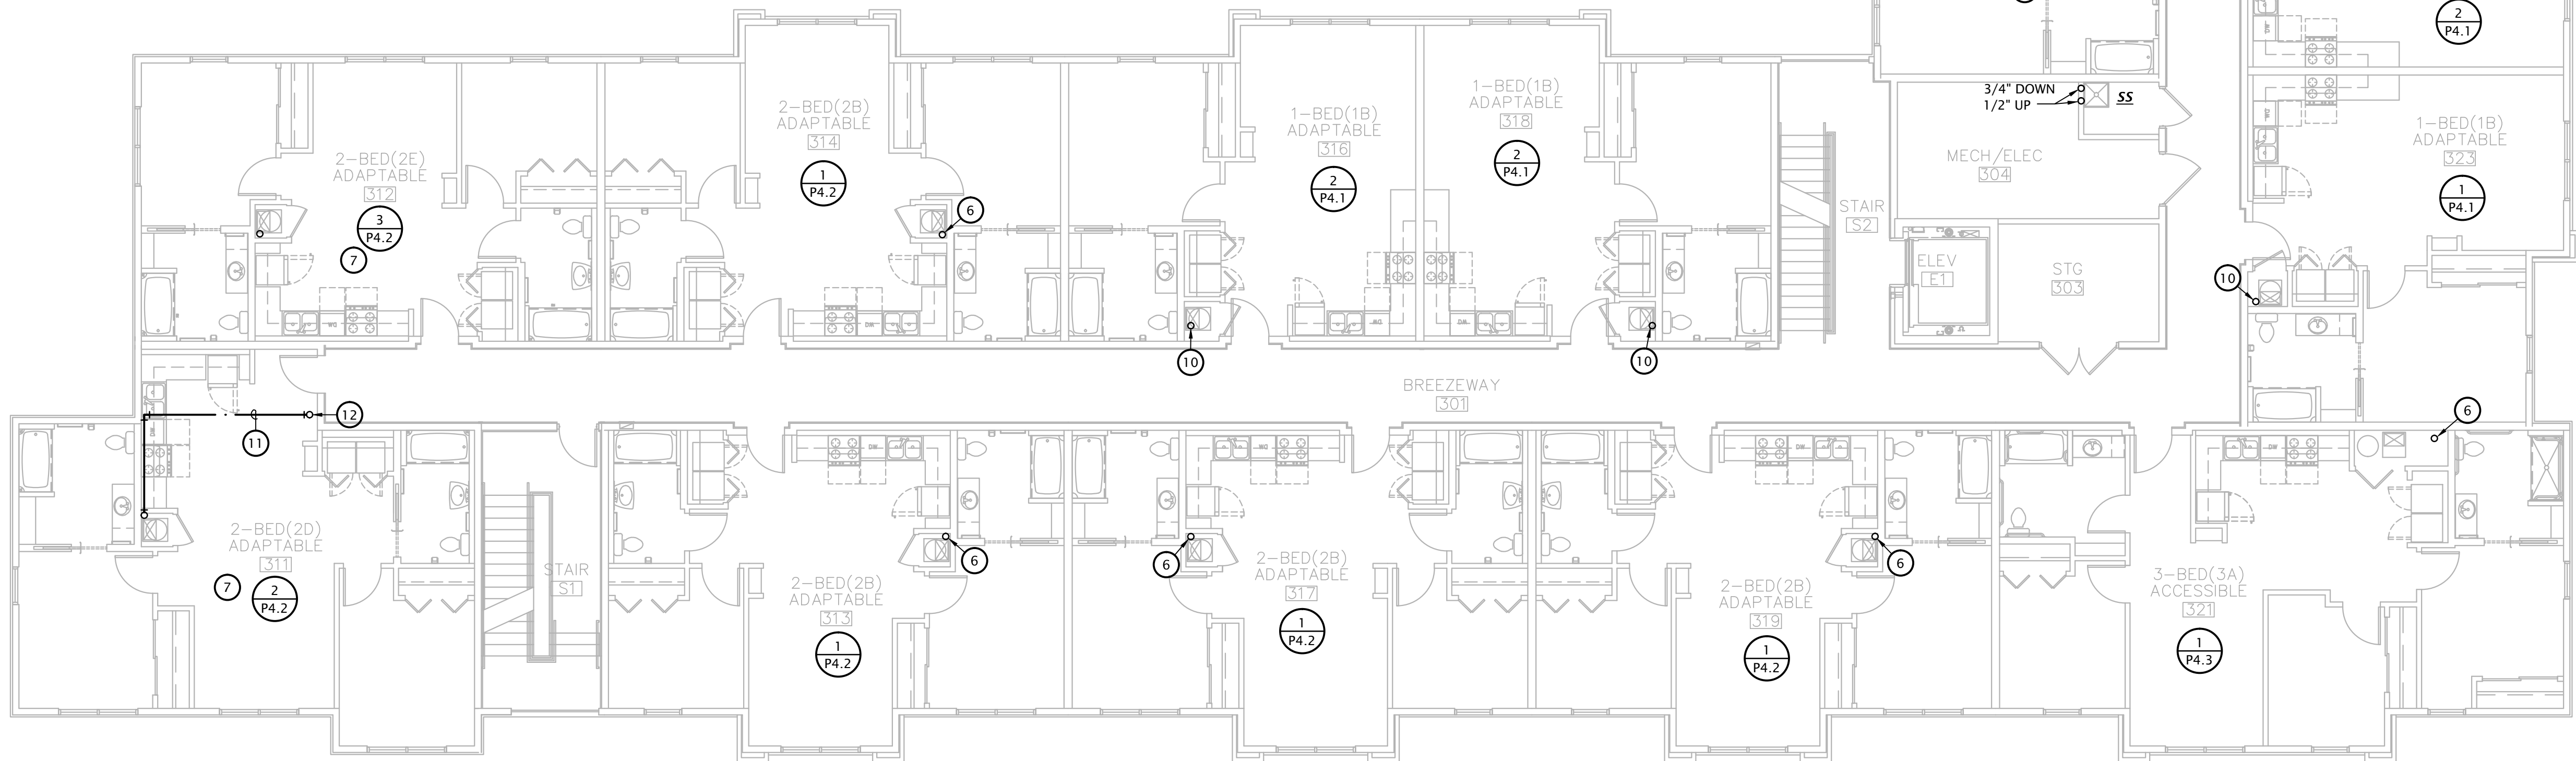 2
P4.1
3/4" DOWN
1/2" UP
SS
2-BED(2E)
ADAPTABLE
312
3
P4.2
7
2-BED(2B)
ADAPTABLE
314
1
P4.2
6
1-BED(1B)
ADAPTABLE
316
2
P4.1
1-BED(1B)
ADAPTABLE
318
2
P4.1
STAIR
S2
MECH/ELEC
304
ELEV
E1
STG
303
1-BED(1B)
ADAPTABLE
323
1
P4.1
10
10
10
DW
DW
BREEZEWAY
301
12
11
6
DW
DW
DW
DW
2-BED(2D)
ADAPTABLE
311
7
2
P4.2
STAIR
S1
2-BED(2B)
ADAPTABLE
313
1
P4.2
6
6
2-BED(2B)
ADAPTABLE
317
1
P4.2
2-BED(2B)
ADAPTABLE
319
1
P4.2
6
3-BED(3A)
ACCESSIBLE
321
1
P4.3